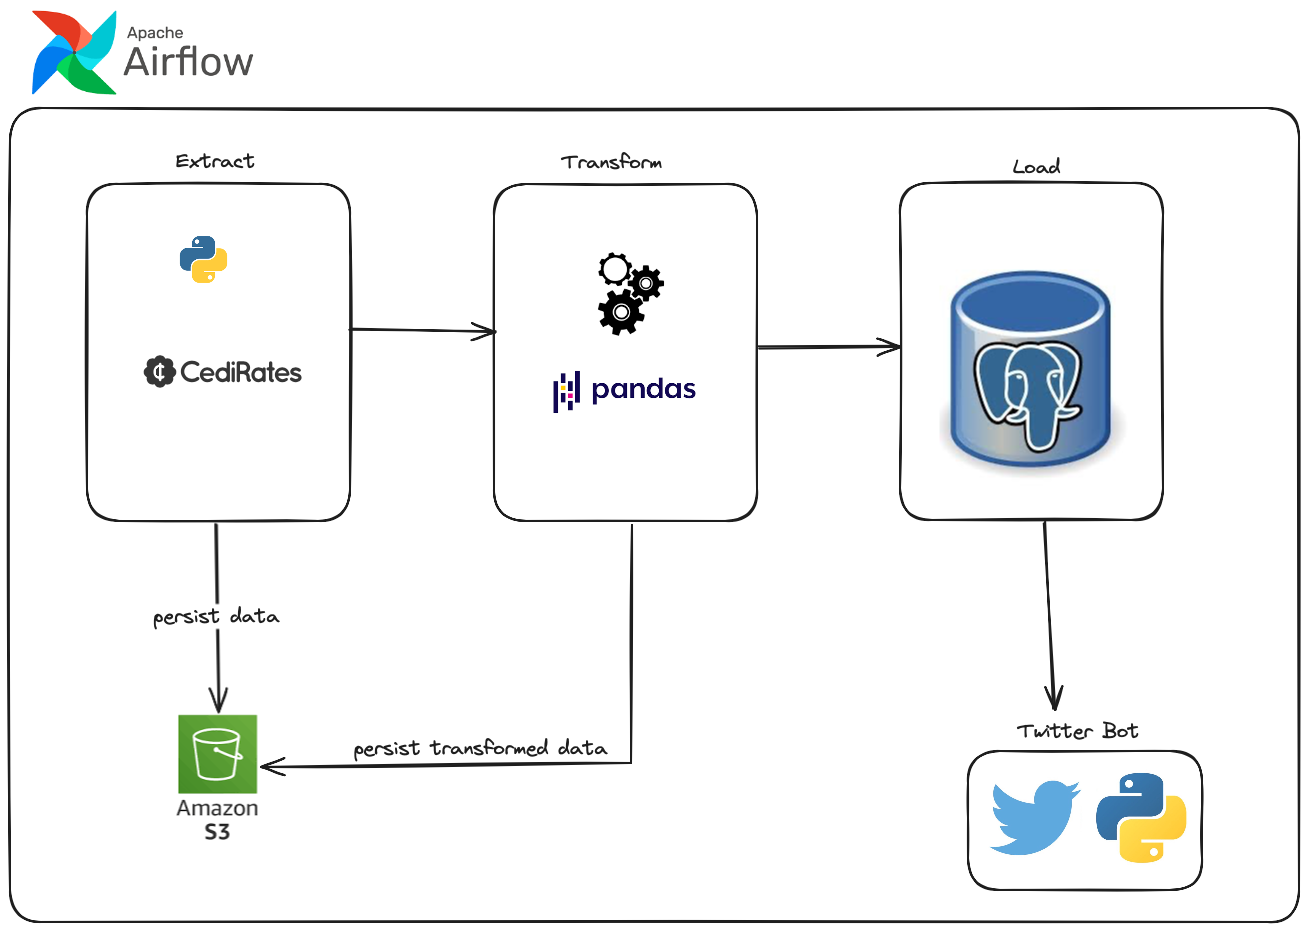 Apache
Airflow
Extract
Transform
Load
CediRates
pandas
persist data
persist transformed data
Twitter Bot
Amazon
S3